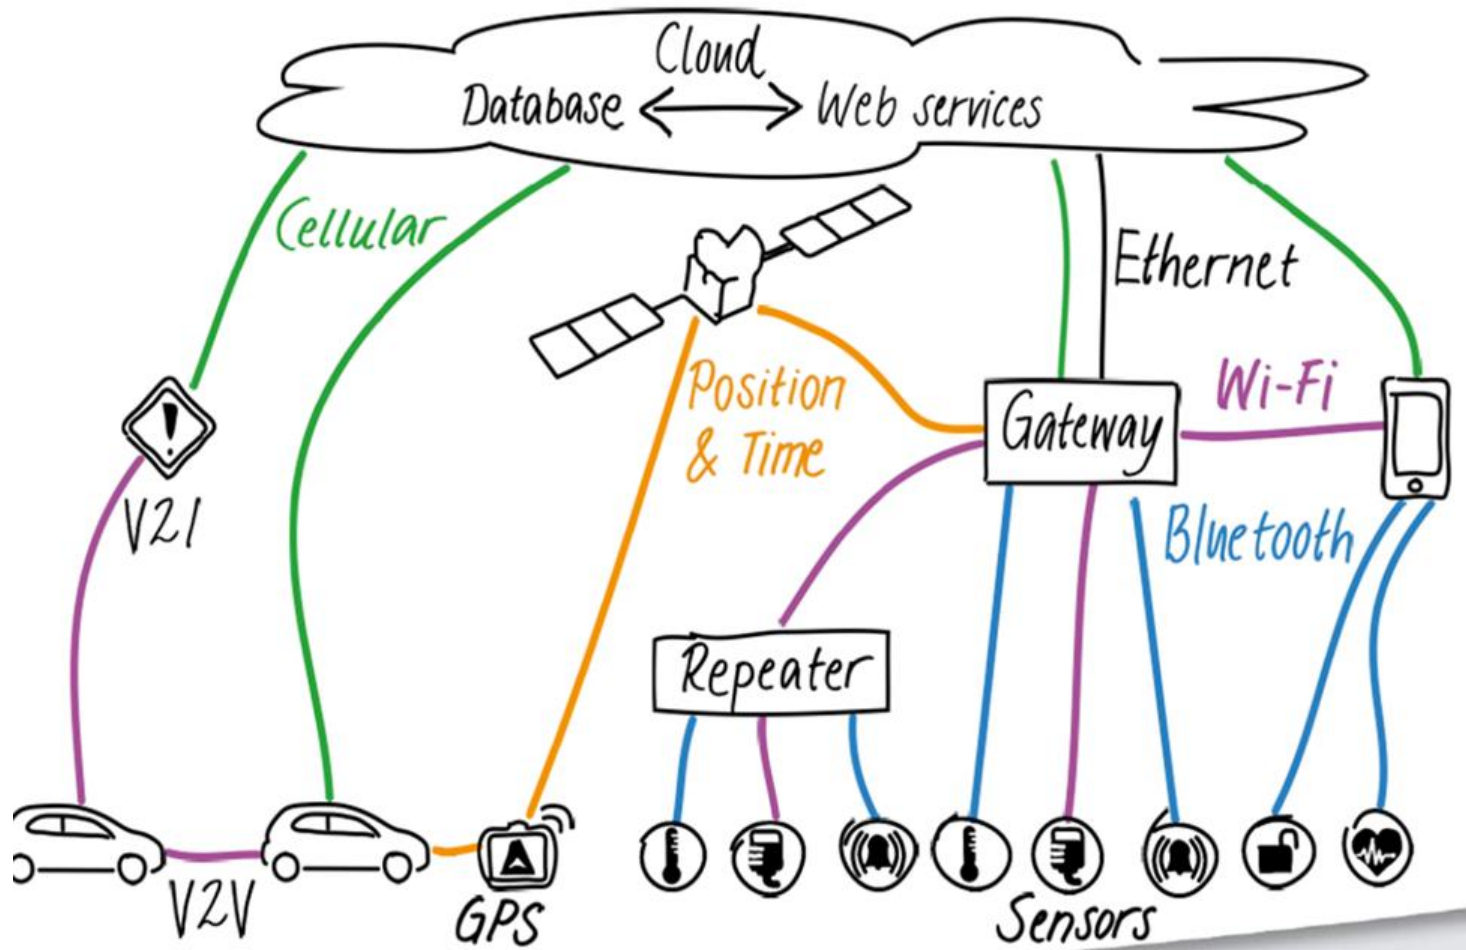 Cloud
Database Web services
Cellular
Ethernet
Position
& Time
Wi-Fi
Gateway
V2I
Bluetooth
Repeater
V2V
GPS
Sensors